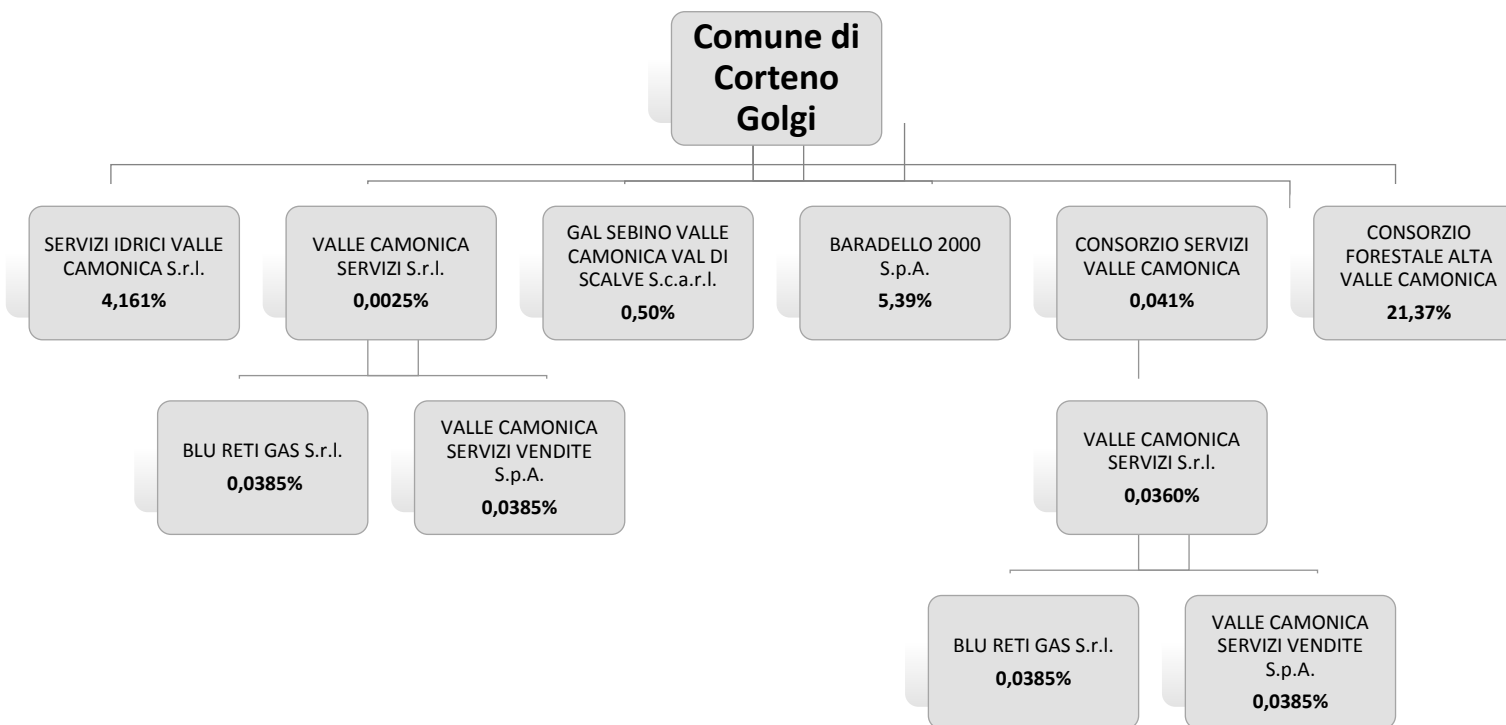 Comune di
Corteno
Golgi
SERVIZI IDRICI VALLE
CAMONICA S.r.l.
4,161%
VALLE CAMONICA
SERVIZI S.r.l.
0,0025%
GAL SEBINO VALLE
CAMONICA VAL DI
SCALVE S.c.a.r.l.
0,50%
BARADELLO 2000
S.p.A.
5,39%
CONSORZIO SERVIZI
VALLE CAMONICA
0,041%
CONSORZIO
FORESTALE ALTA
VALLE CAMONICA
21,37%
BLU RETI GAS S.r.l.
0,0385%
VALLE CAMONICA
SERVIZI VENDITE
S.p.A.
0,0385%
VALLE CAMONICA
SERVIZI S.r.l.
0,0360%
BLU RETI GAS S.r.l.
0,0385%
VALLE CAMONICA
SERVIZI VENDITE
S.p.A.
0,0385%